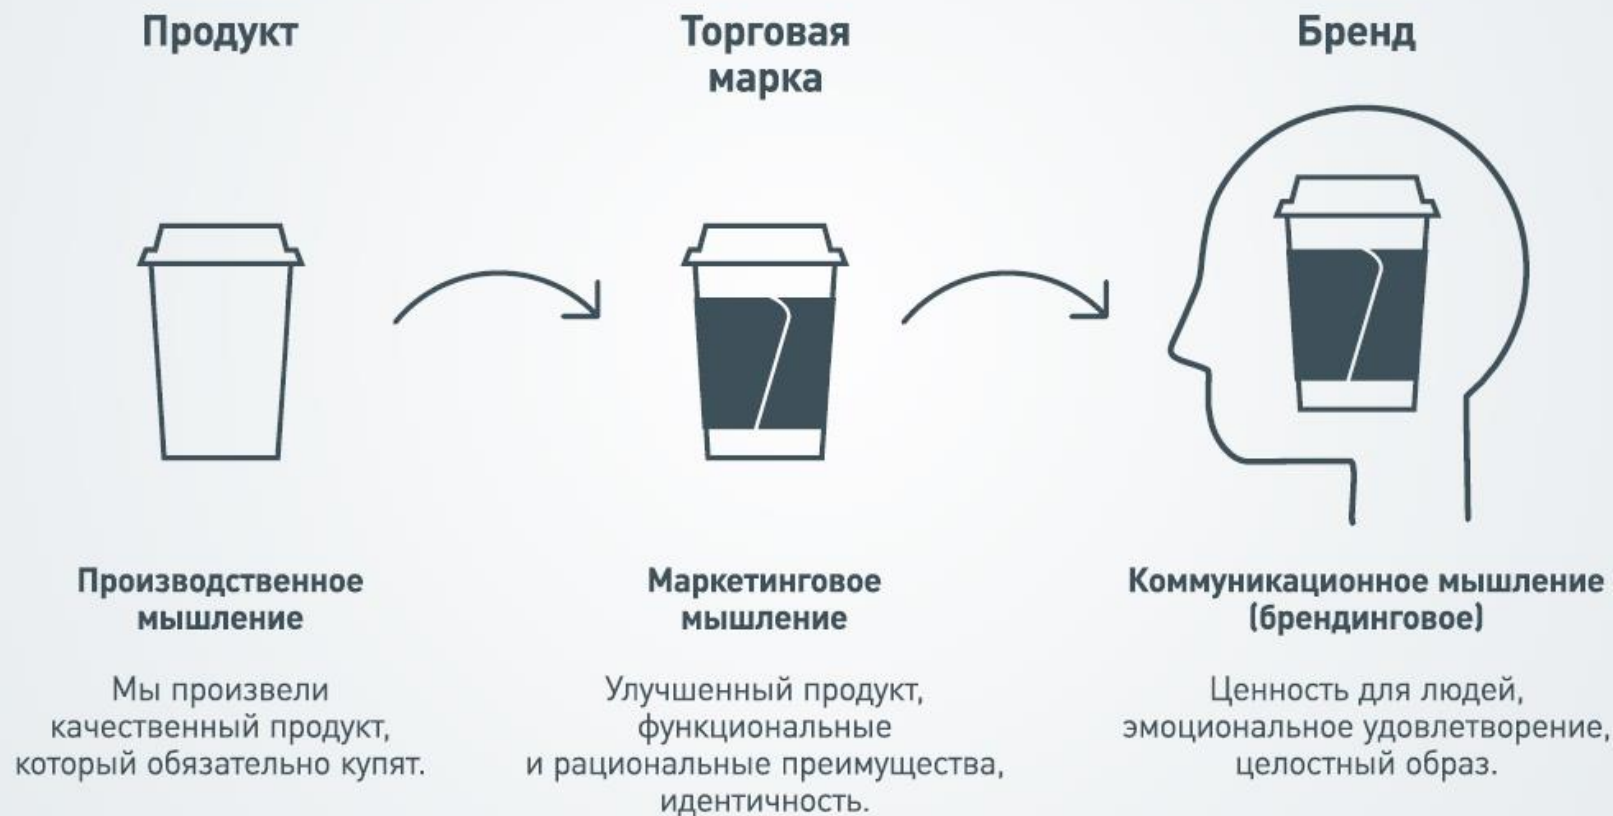 Продукт
Торговая
марка
Бренд
Производственное
мышление
Мы произвели
качественный продукт,
который обязательно купят.
Маркетинговое
мышление
Улучшенный продукт,
функциональные
и рациональные преимущества,
идентичность.
Коммуникационное мышление
(брендинговое)
Ценность для людей,
эмоциональное удовлетворение,
целостный образ.